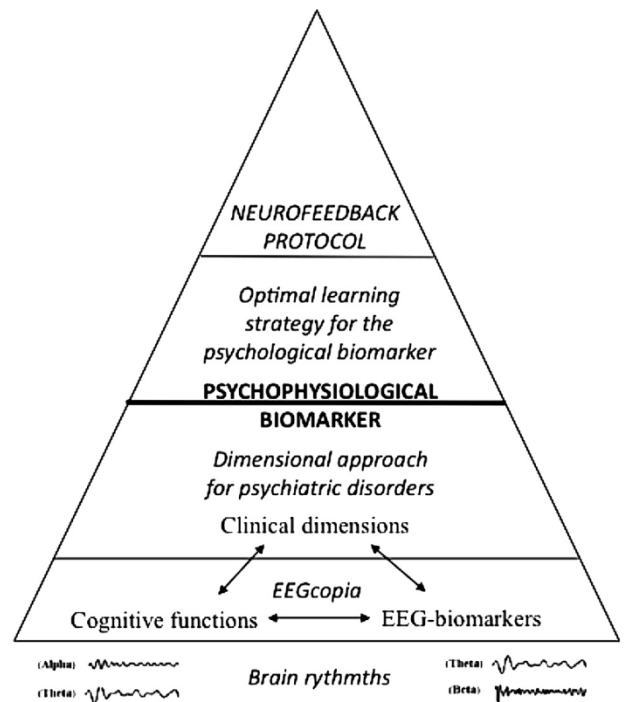 NEUROFEEDBACK
PROTOCOL
Optimal learning
strategy for the
psychological biomarker
PSYCHOPHYSIOLOGICAL
BIOMARKER
Dimensional approach
for psychiatric disorders
Clinical dimensions
EEGcopia
Cognitive functions
EEG-biomarkers
(Alpha)
(Theta)
Brain rythmths
(Theta)
(Beta)